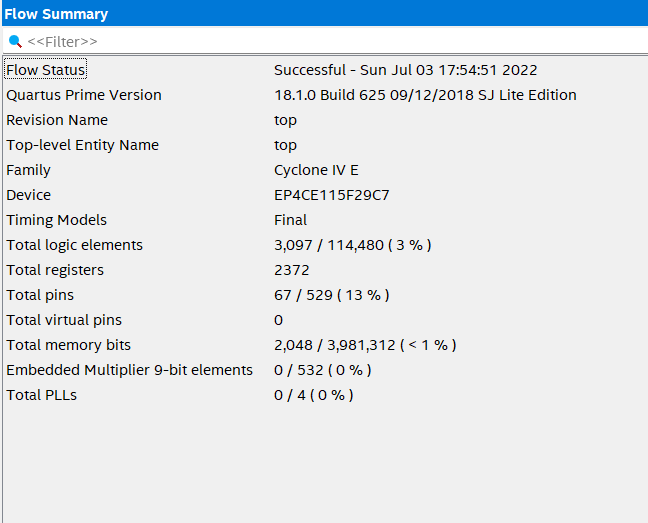 Flow Summary
<<Filter>>
Flow Status Successful - Sun Jul 03 17:54:51 2022
Quartus Prime Version 18.1.0 Build 625 09/12/2018 SJ Lite Edition
Revision Name top
Top-level Entity Name top
Family Cyclone IV E
Device EP4CE115F29C7
Timing Models Final
Total logic elements 3,097 / 114,480 ( 3 % )
Total registers 2372
Total pins 67 / 529 ( 13 % )
Total virtual pins 0
Total memory bits 2,048 / 3,981,312 ( < 1 % )
Embedded Multiplier 9-bit elements 0 / 532 ( 0 % )
Total PLLs 0 / 4 ( 0 % )